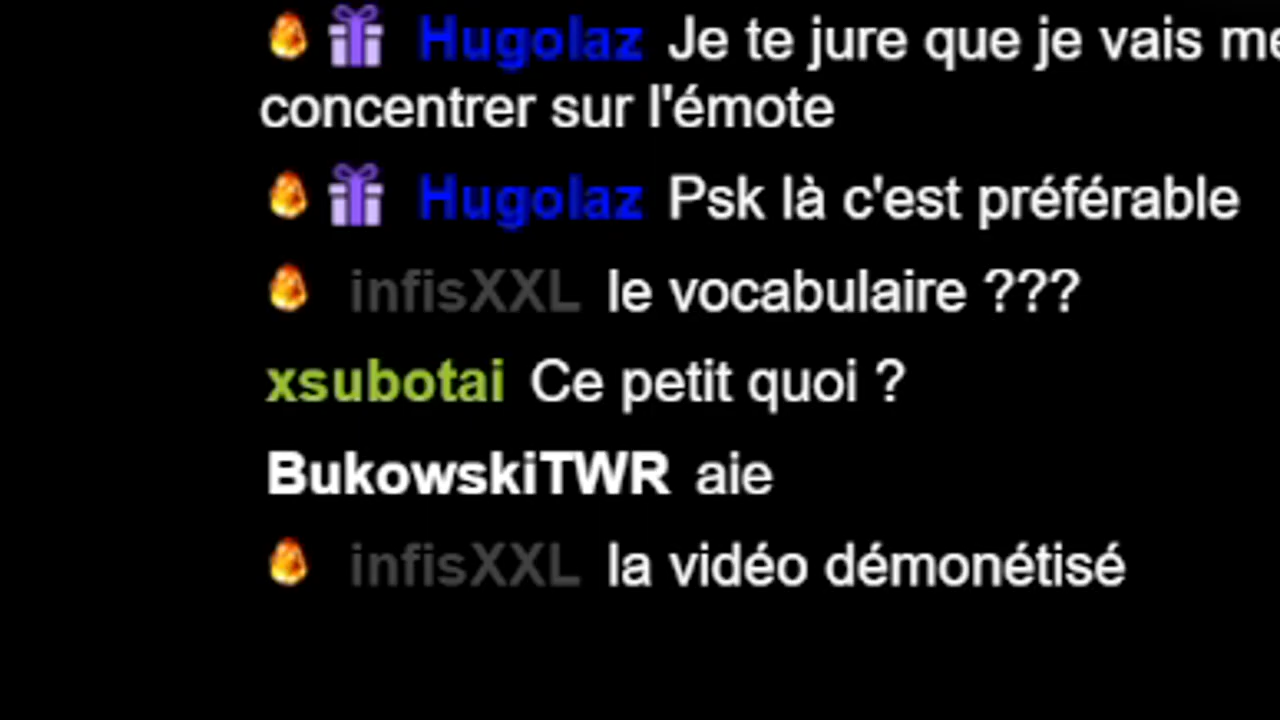 Hugolaz Je te jure que je vais me
concentrer sur l'émote
Hugolaz Psk là c'est préférable
infisXXL le vocabulaire ???
xsubotai Ce petit quoi ?
BukowskiTWR aie
infisXXL la vidéo démonétisé